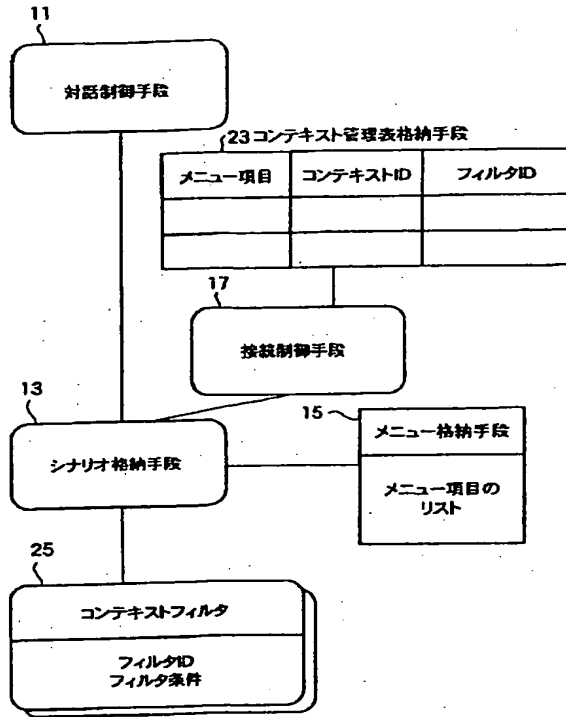 11
対話制御手段
23 コンテキスト管理表格納手段
メニュー項目 コンテキストID フィルタID
17
接続制御手段
13
シナリオ格納手段
15
メニュー格納手段
メニュー項目の
リスト
25
コンテキストフィルタ
フィルタID
フィルタ条件